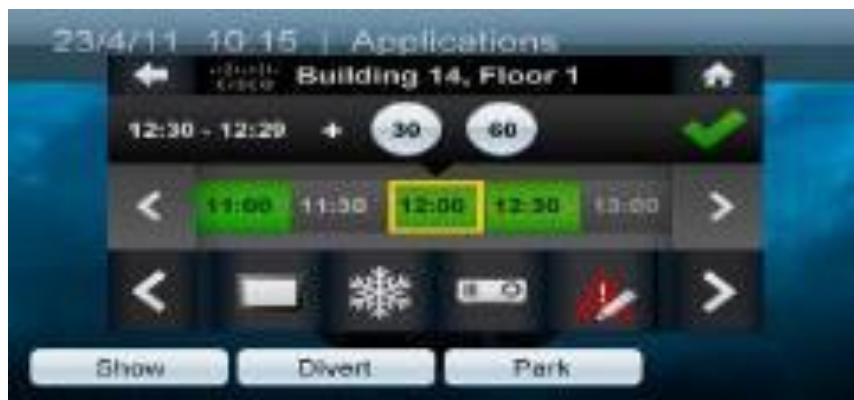 23/4/11 10:15 | Applications
CISCO Building 14, Floor 1
12:30 - 12:29 + 30 60
11:00 11:30 12:00 12:30 13:00
Show Divert Park